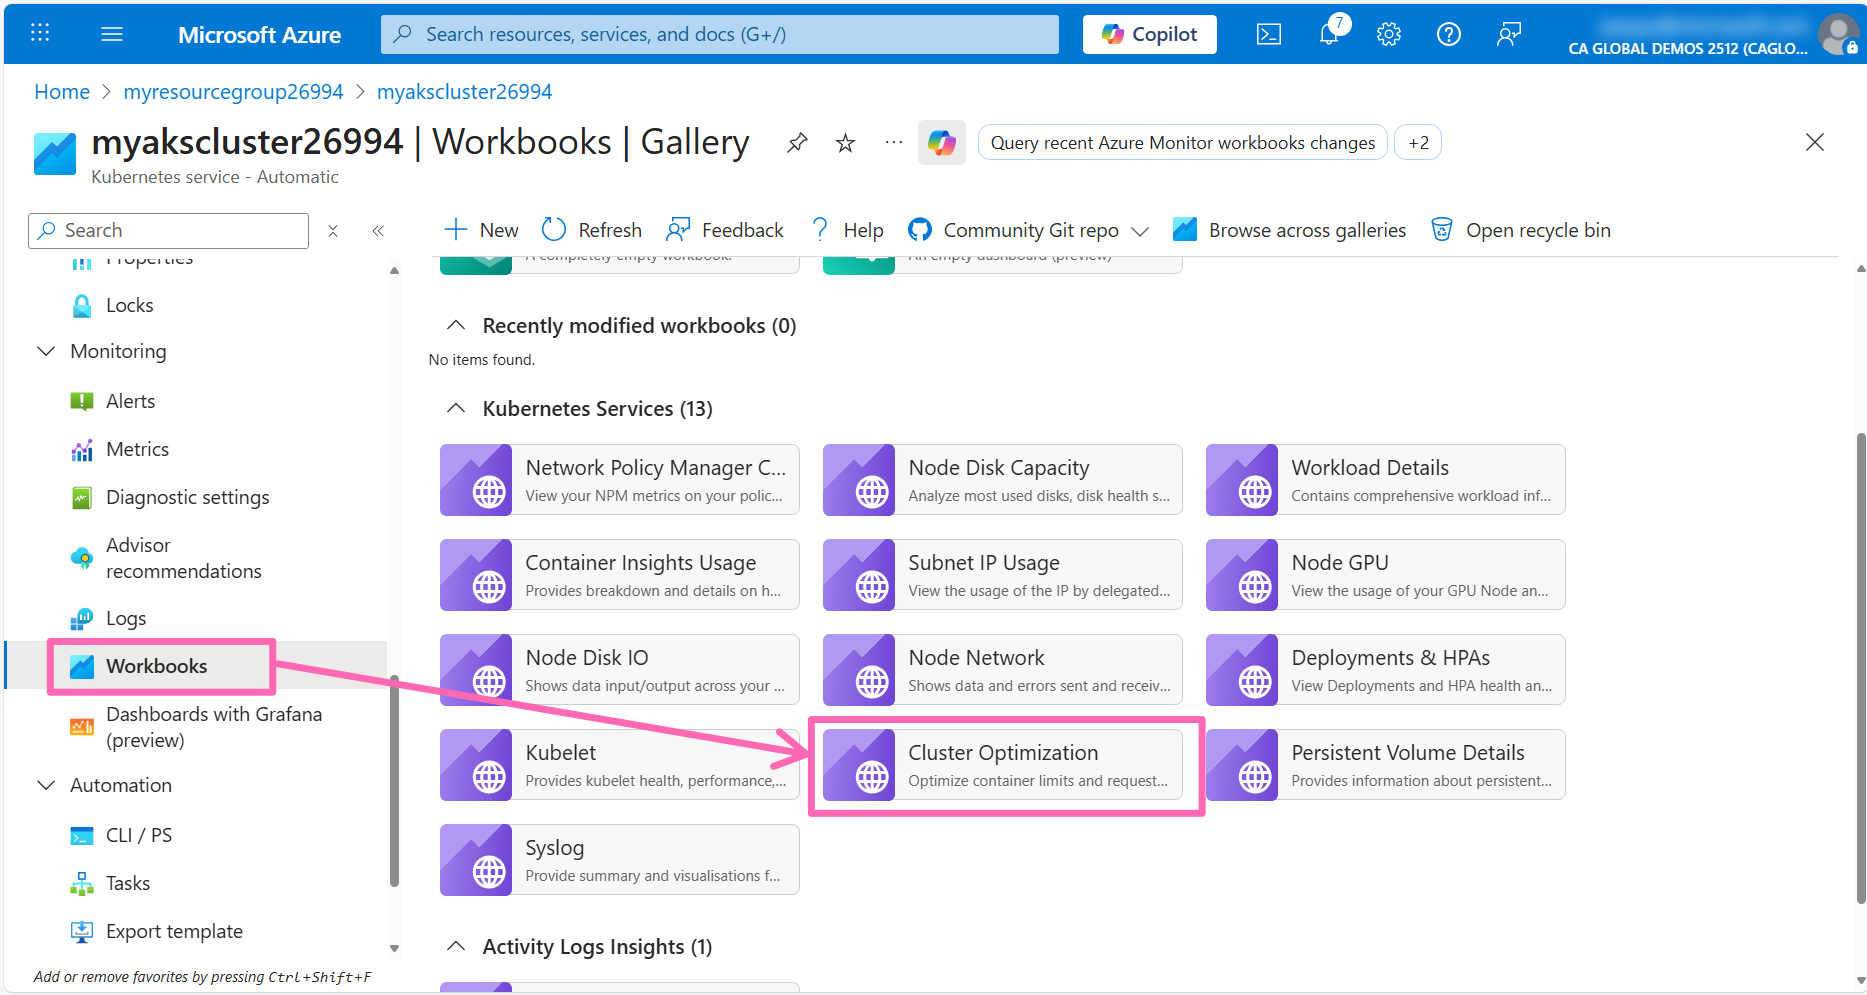 Microsoft Azure
Search resources, services, and docs (G+/)
Copilot
7
CA GLOBAL DEMOS 2512 (CAGLO...
Home > myresourcegroup26994 > myakscluster26994
myakscluster26994 | Workbooks | Gallery
Query recent Azure Monitor workbooks changes
+2
Kubernetes service - Automatic
Search
New
Refresh
Feedback
Help
Community Git repo
Browse across galleries
Open recycle bin
Properties
Locks
Monitoring
Alerts
Metrics
Diagnostic settings
Advisor
recommendations
Logs
Workbooks
Dashboards with Grafana
(preview)
Automation
CLI / PS
Tasks
Export template
Add or remove favorites by pressing Ctrl+Shift+F
A completely empty workbook.
An empty dashboard (preview)
Recently modified workbooks (0)
No items found.
Kubernetes Services (13)
Network Policy Manager C...
View your NPM metrics on your polic...
Node Disk Capacity
Analyze most used disks, disk health s...
Workload Details
Contains comprehensive workload inf...
Container Insights Usage
Provides breakdown and details on h...
Subnet IP Usage
View the usage of the IP by delegated...
Node GPU
View the usage of your GPU Node an...
Node Disk IO
Shows data input/output across your ...
Node Network
Shows data and errors sent and receiv...
Deployments & HPAs
View Deployments and HPA health an...
Kubelet
Provides kubelet health, performance,...
Cluster Optimization
Optimize container limits and request...
Persistent Volume Details
Provides information about persistent...
Syslog
Provide summary and visualisations f...
Activity Logs Insights (1)